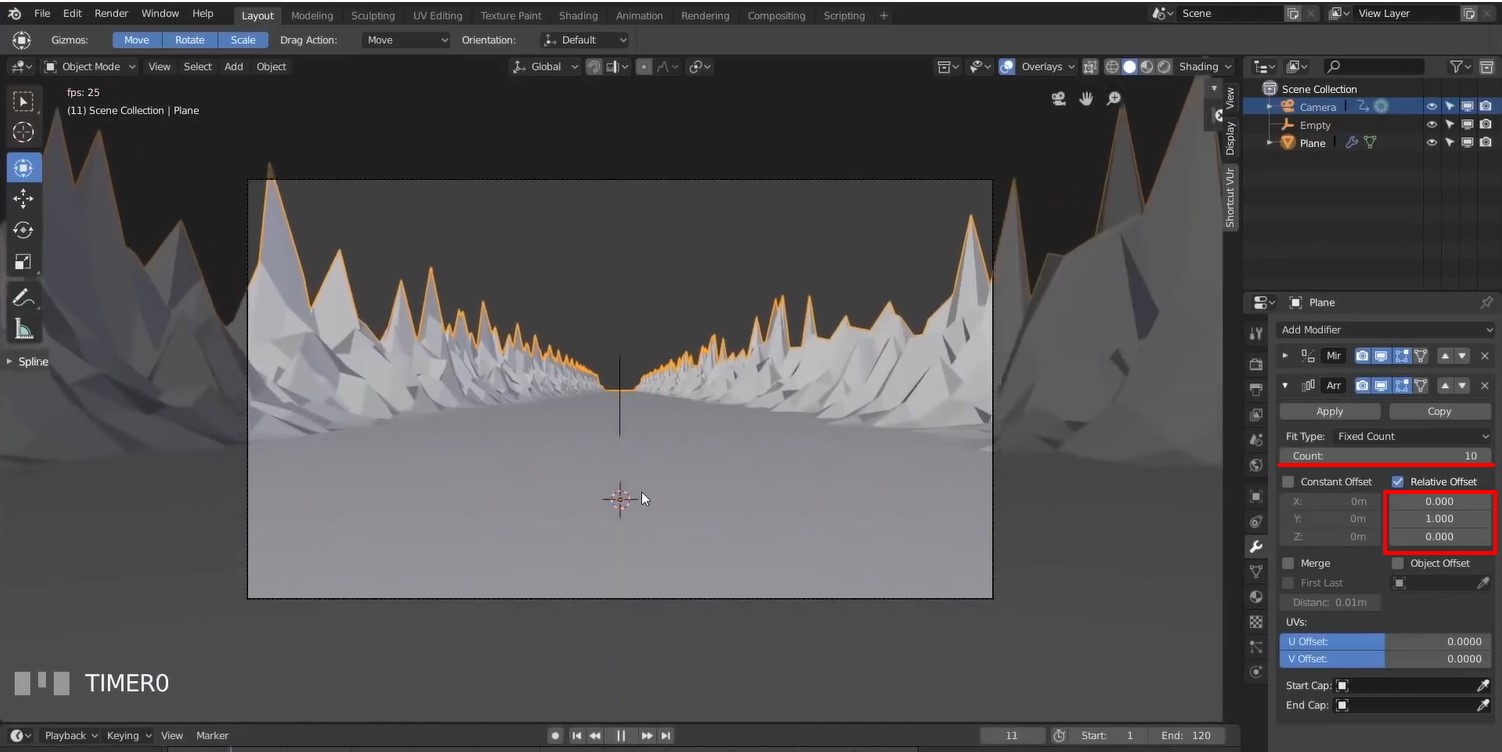 File Edit Render Window Help Layout Modeling Sculpting UV Editing Texture Paint Shading Animation Rendering Compositing Scripting + Scene View Layer
Gizmos: Move Rotate Scale Drag Action: Move Orientation: Default
Object Mode View Select Add Object Global Overlays Shading
fps: 25
(11) Scene Collection | Plane
Spline
View
Display
Shortcut VUr
Scene Collection
Camera
Empty
Plane
Plane
Add Modifier
Mir
Arr
Apply Copy
Fit Type: Fixed Count
Count: 10
Constant Offset Relative Offset
X: 0m 0.000
Y: 0m 1.000
Z: 0m 0.000
Merge Object Offset
First Last
Distanc: 0.01m
UVs:
U Offset: 0.0000
V Offset: 0.0000
Start Cap:
End Cap:
TIMER0
Playback Keying View Marker 11 Start: 1 End: 120